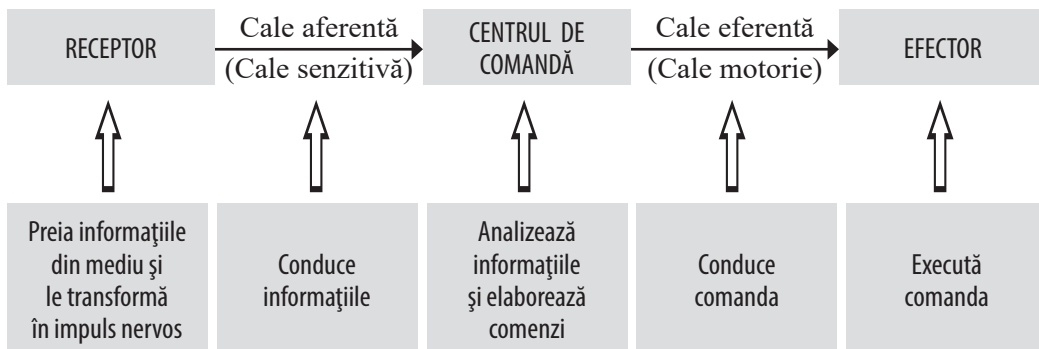 RECEPTOR
Cale aferentă
(Cale senzitivă)
CENTRUL DE
COMANDĂ
Cale eferentă
(Cale motorie)
EFECTOR
Preia informaţiile
din mediu şi
le transformă
în impuls nervos
Conduce
informaţiile
Analizează
informaţiile
şi elaborează
comenzi
Conduce
comanda
Execută
comanda